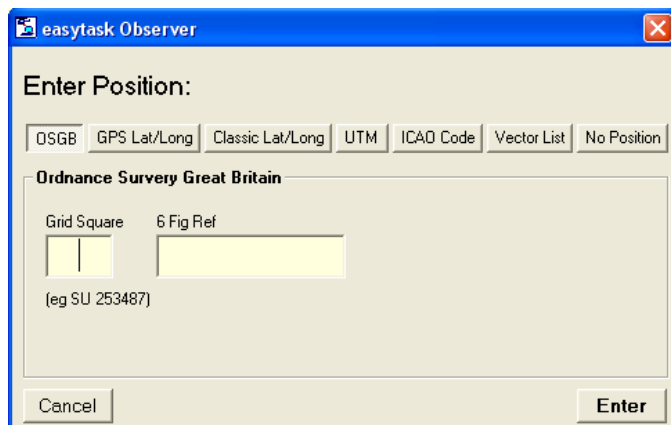 easytask Observer
Enter Position:
OSGB GPS Lat/Long Classic Lat/Long UTM ICAO Code Vector List No Position
Ordnance Survery Great Britain
Grid Square 6 Fig Ref
(eg SU 253487)
Cancel Enter